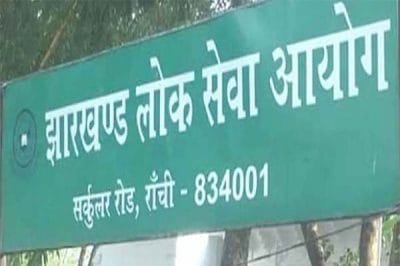 झारखण्ड लोक सेवा आयोग
सर्कुलर रोड, राँची - 834001